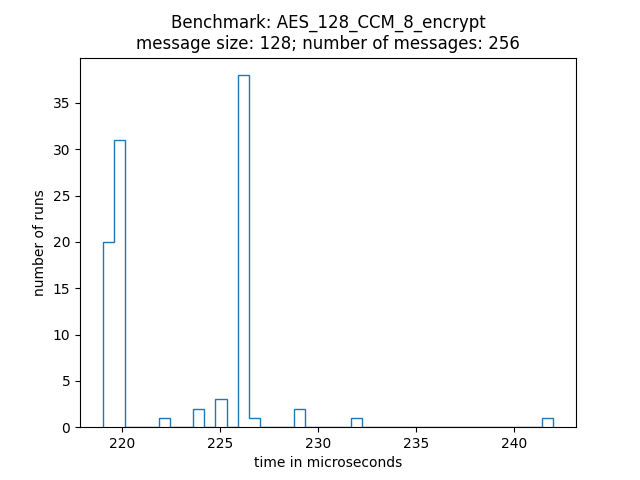 Benchmark: AES_128_CCM_8_encrypt
message size: 128; number of messages: 256
35
30
25
20
15
10
5
0
number of runs
220 225 230 235 240
time in microseconds